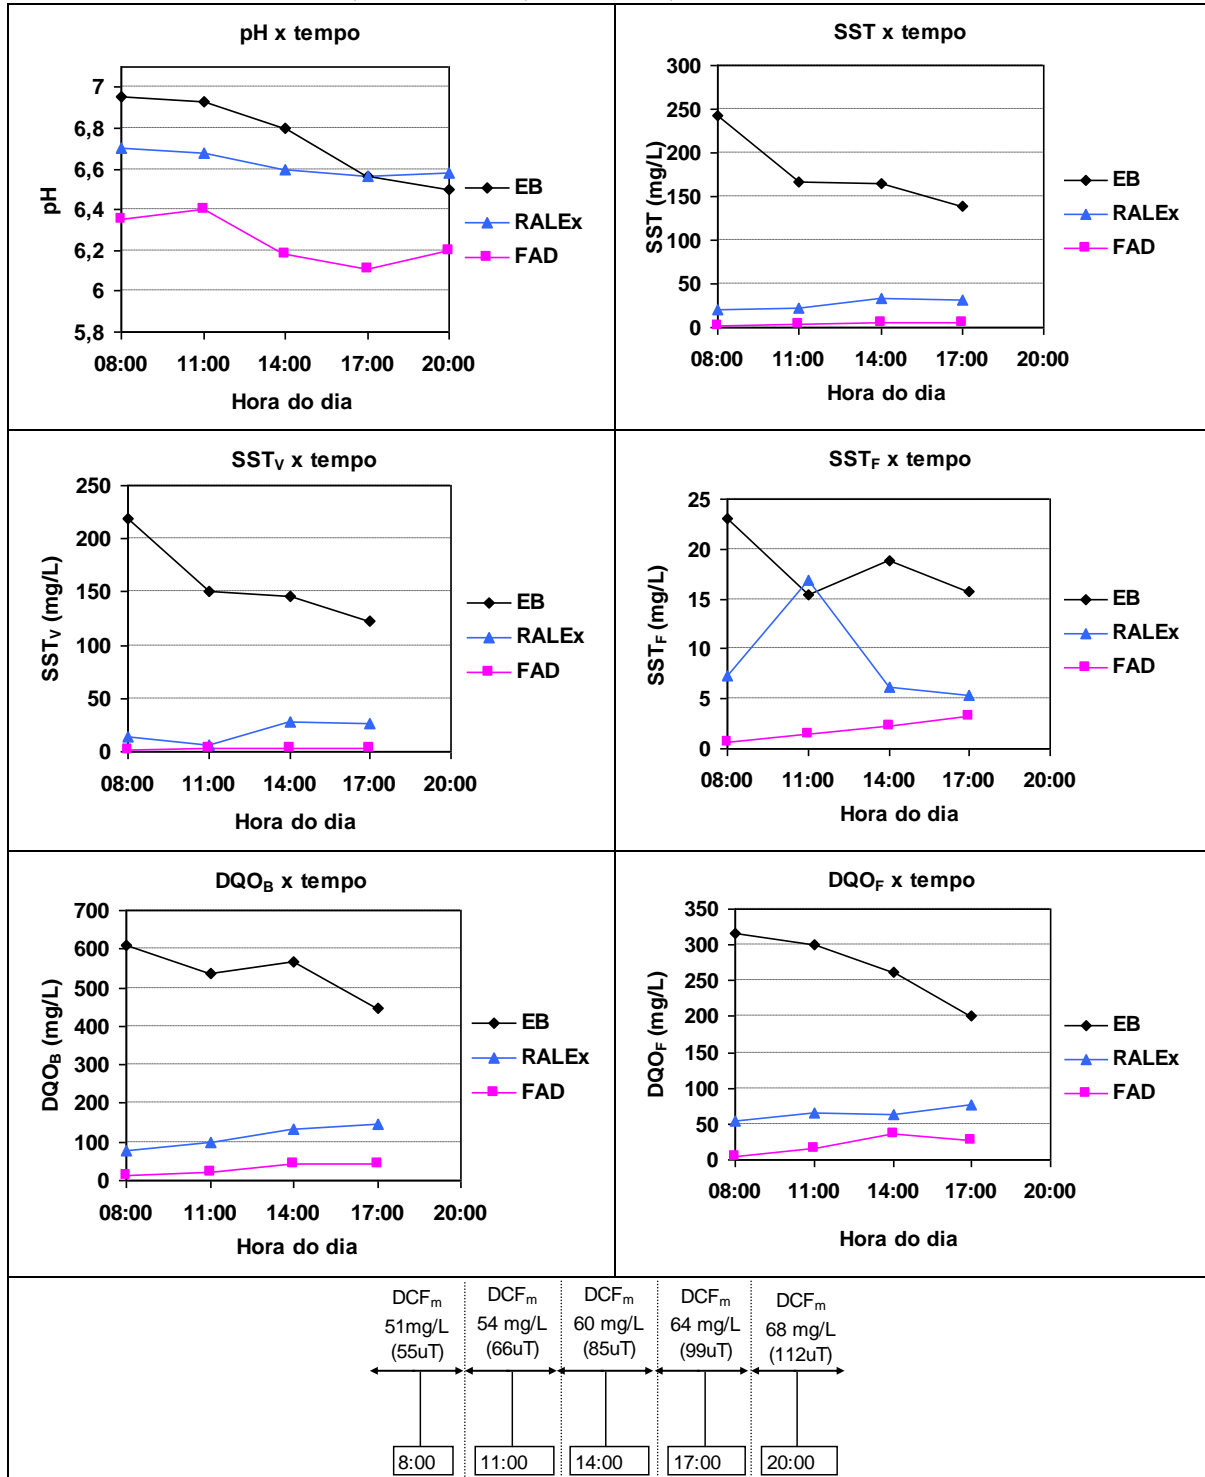 pH x tempo
7
6,8
6,6
6,4
6,2
6
5,8
pH
08:00 11:00 14:00 17:00 20:00
Hora do dia
EB
RALEx
FAD
SST x tempo
300
250
200
150
100
50
0
SST (mg/L)
08:00 11:00 14:00 17:00 20:00
Hora do dia
EB
RALEx
FAD
SSTV x tempo
250
200
150
100
50
0
SSTV (mg/L)
08:00 11:00 14:00 17:00 20:00
Hora do dia
EB
RALEx
FAD
SSTF x tempo
25
20
15
10
5
0
SSTF (mg/L)
08:00 11:00 14:00 17:00 20:00
Hora do dia
EB
RALEx
FAD
DQOB x tempo
700
600
500
400
300
200
100
0
DQOB (mg/L)
08:00 11:00 14:00 17:00 20:00
Hora do dia
EB
RALEx
FAD
DQOF x tempo
350
300
250
200
150
100
50
0
DQOF (mg/L)
08:00 11:00 14:00 17:00 20:00
Hora do dia
EB
RALEx
FAD
DCFm DCFm DCFm DCFm DCFm
51mg/L 54 mg/L 60 mg/L 64 mg/L 68 mg/L
(55uT) (66uT) (85uT) (99uT) (112uT)
8:00 11:00 14:00 17:00 20:00